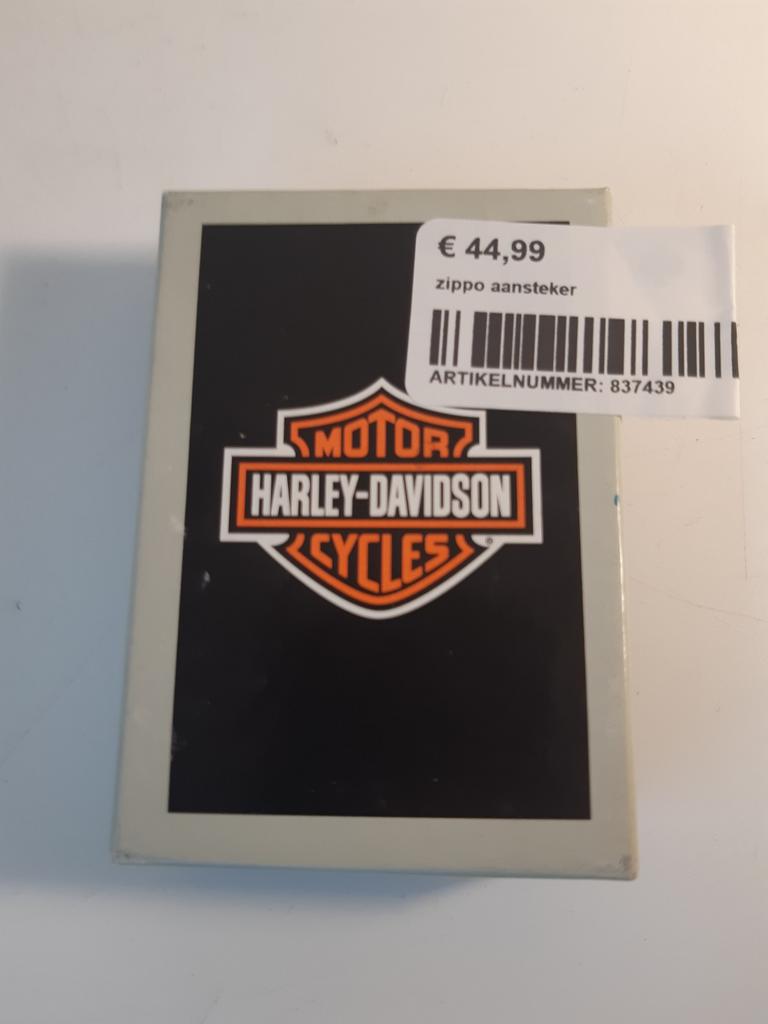 € 44,99
zippo aansteker
ARTIKELNUMMER: 837439
MOTOR
HARLEY-DAVIDSON
CYCLES
®